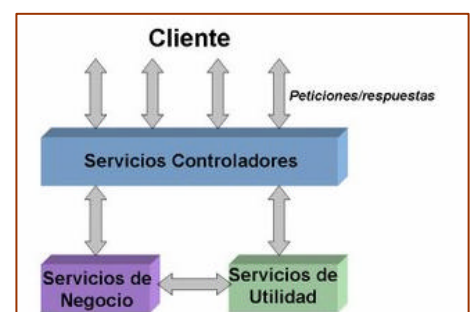 Cliente
Peticiones/respuestas
Servicios Controladores
Servicios de
Negocio
Servicios de
Utilidad